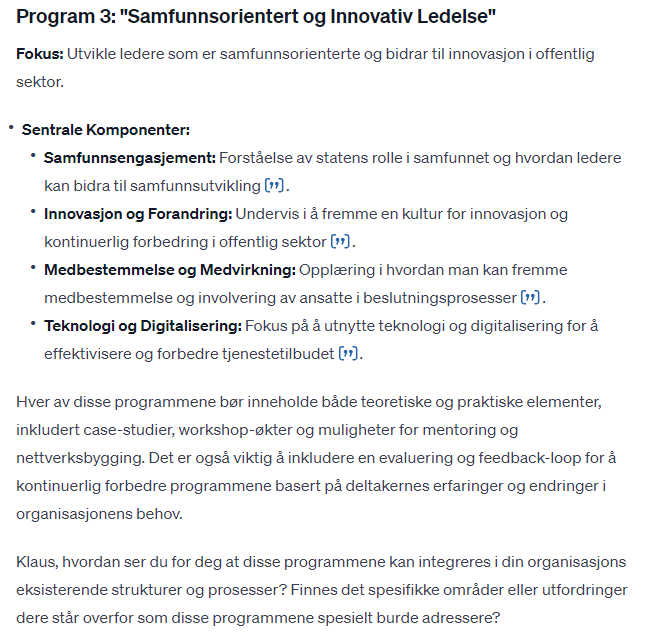 Program 3: "Samfunnsorientert og Innovativ Ledelse"
Fokus: Utvikle ledere som er samfunnsorienterte og bidrar til innovasjon i offentlig
sektor.
• Sentrale Komponenter:
• Samfunnsengasjement: Forståelse av statens rolle i samfunnet og hvordan ledere
kan bidra til samfunnsutvikling [❞].
• Innovasjon og Forandring: Undervis i å fremme en kultur for innovasjon og
kontinuerlig forbedring i offentlig sektor [❞].
• Medbestemmelse og Medvirkning: Opplæring i hvordan man kan fremme
medbestemmelse og involvering av ansatte i beslutningsprosesser [❞].
• Teknologi og Digitalisering: Fokus på å utnytte teknologi og digitalisering for å
effektivisere og forbedre tjenestetilbudet [❞].
Hver av disse programmene bør inneholde både teoretiske og praktiske elementer,
inkludert case-studier, workshop-økter og muligheter for mentoring og
nettverksbygging. Det er også viktig å inkludere en evaluering og feedback-loop for å
kontinuerlig forbedre programmene basert på deltakernes erfaringer og endringer i
organisasjonens behov.
Klaus, hvordan ser du for deg at disse programmene kan integreres i din organisasjons
eksisterende strukturer og prosesser? Finnes det spesifikke områder eller utfordringer
dere står overfor som disse programmene spesielt burde adressere?